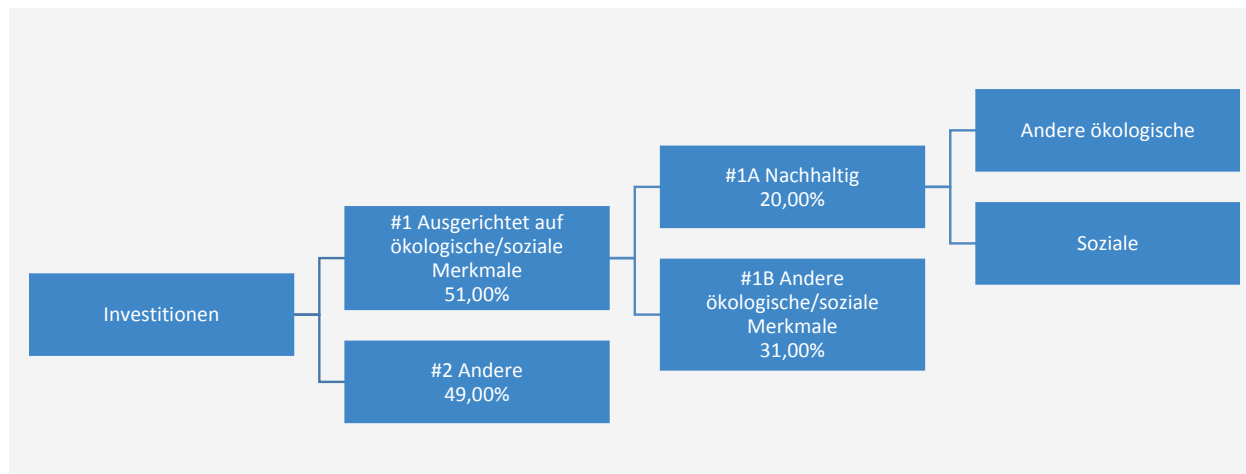 Investitionen
#1 Ausgerichtet auf
ökologische/soziale
Merkmale
51,00%
#2 Andere
49,00%
#1A Nachhaltig
20,00%
#1B Andere
ökologische/soziale
Merkmale
31,00%
Andere ökologische
Soziale